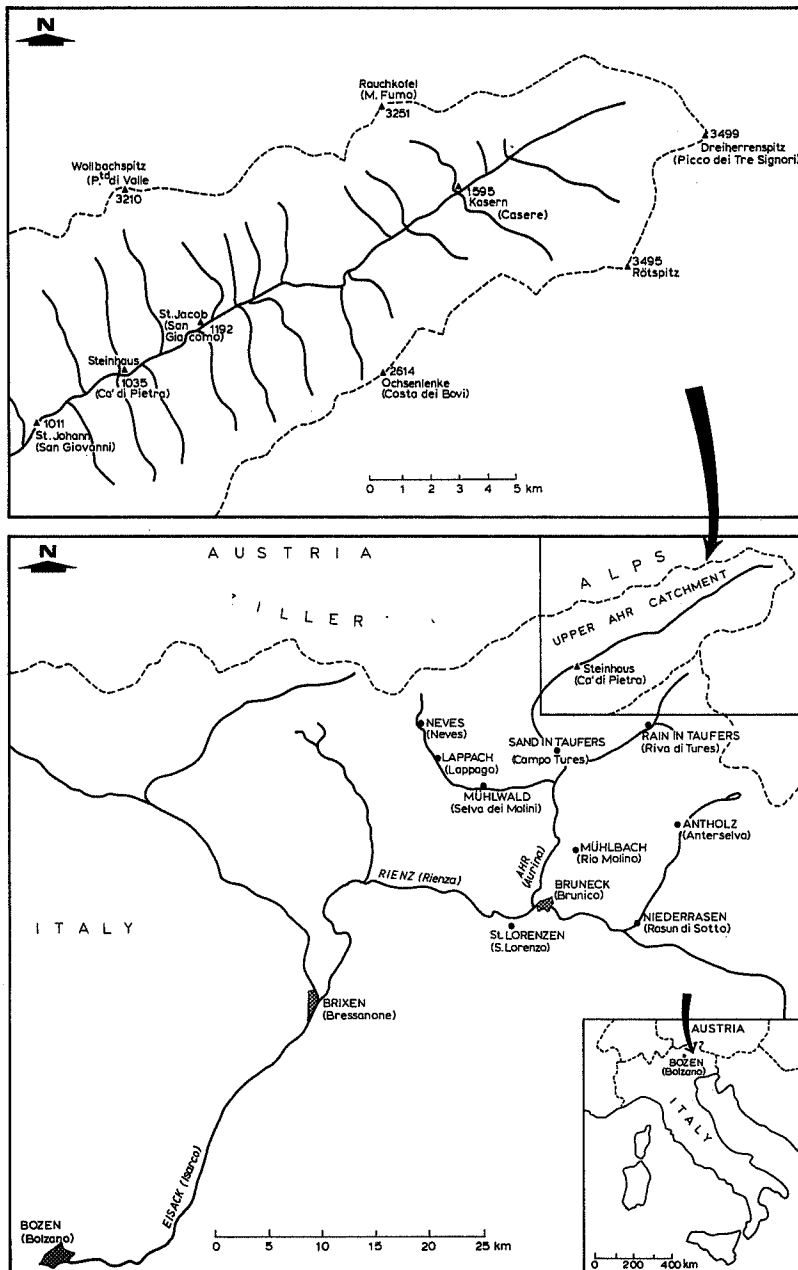 N
Rauchkofel
(M. Fumo)
3251
3499
Dreiherrenspitz
(Picco dei Tre Signori)
Wollbachspitz
(P.td di Valle
3210
1595
Kasern
(Casere)
3495
Rötspitz
St. Jacob
(San
Giacomo)
1192
Steinhaus
1035
(Ca' di Pietra)
2614
Ochsenlenke
(Costa dei Bovi)
1011
St. Johann
(San Giovanni)
0 1 2 3 4 5 km
N
AUSTRIA
ILLER
ALPS
UPPER AHR CATCHMENT
Steinhaus
(Ca' di Pietra)
NEVES
(Neves)
SAND IN TAUFERS
(Campo Tures)
RAIN IN TAUFERS
(Riva di Tures)
LAPPACH
(Lappago)
MÜHLWALD
(Selva dei Molini)
ANTHOLZ
(Anterselva)
MÜHLBACH
(Rio Molino)
AHR
(Aurina)
RIENZ (Rienza)
BRUNECK
(Brunico)
ITALY
St. LORENZEN
(S. Lorenzo)
NIEDERRASEN
(Rasun di Sotto)
BRIXEN
(Bressanone)
EISACK (Isarco)
BOZEN
(Bolzano)
0 5 10 15 20 25 km
AUSTRIA
BOZEN
(Bolzano)
ITALY
0 200 400 km